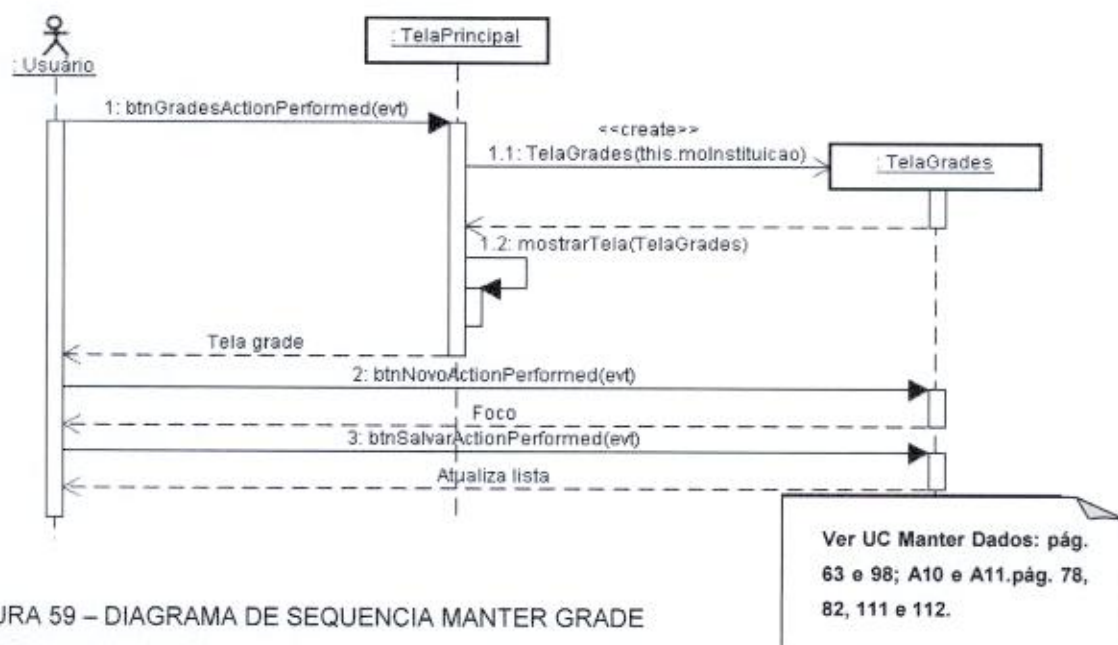 : Usuário
: TelaPrincipal
1: btnGradesActionPerformed(evt)
<<create>>
1.1: TelaGrades(this.moInstituicao)
: TelaGrades
1.2: mostrarTela(TelaGrades)
Tela grade
2: btnNovoActionPerformed(evt)
Foco
3: btnSalvarActionPerformed(evt)
Atualiza lista
Ver UC Manter Dados: pág.
63 e 98; A10 e A11.pág. 78,
82, 111 e 112.
URA 59 – DIAGRAMA DE SEQUENCIA MANTER GRADE